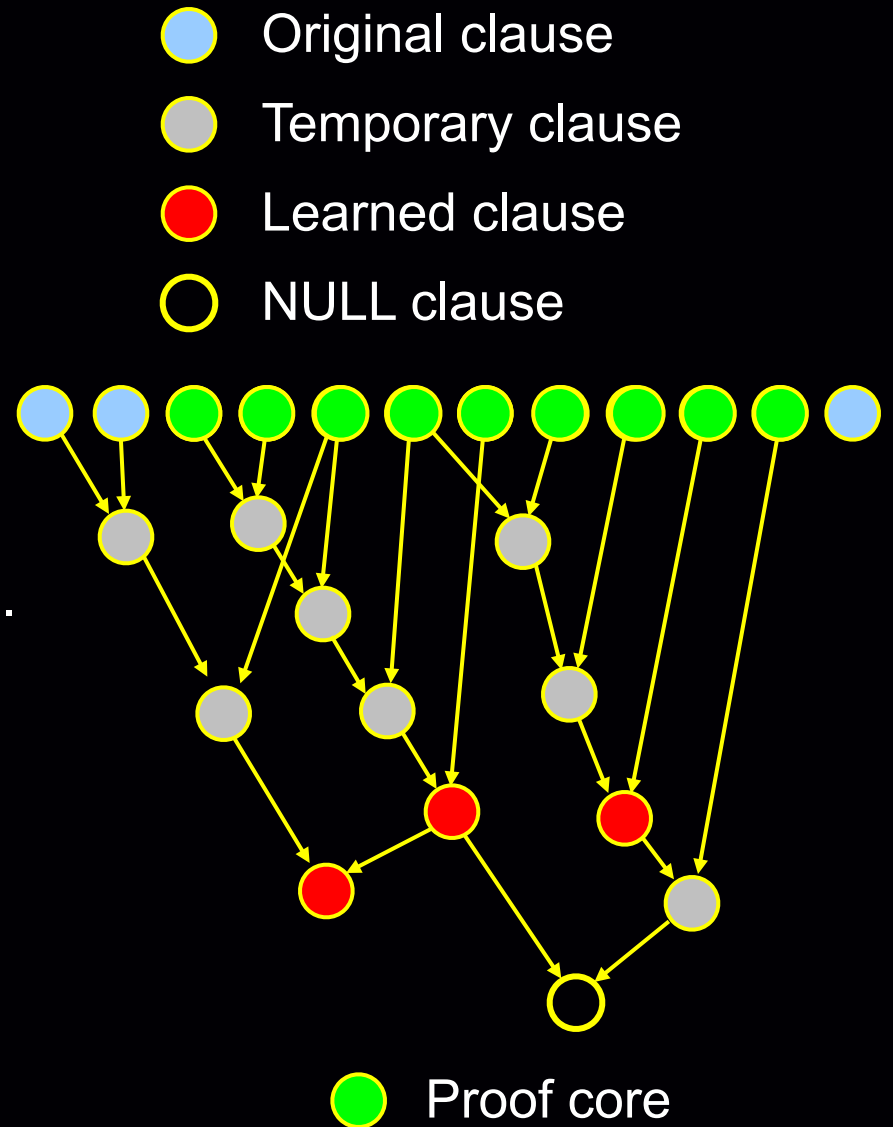 Original clause
Temporary clause
Learned clause
NULL clause
.
Proof core